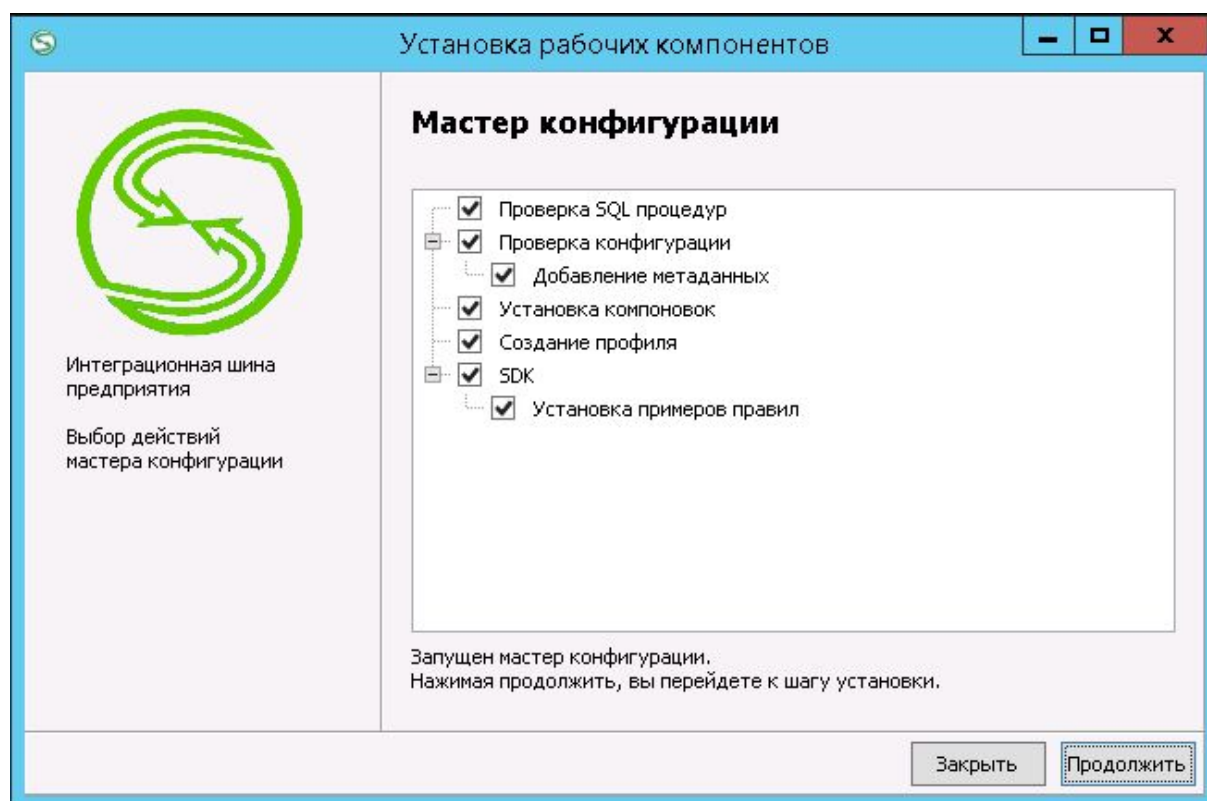 Установка рабочих компонентов
Мастер конфигурации
Проверка SQL процедур
Проверка конфигурации
Добавление метаданных
Установка компоновок
Создание профиля
SDK
Установка примеров правил
Интеграционная шина
предприятия
Выбор действий
мастера конфигурации
Запущен мастер конфигурации.
Нажимая продолжить, вы перейдете к шагу установки.
Закрыть
Продолжить